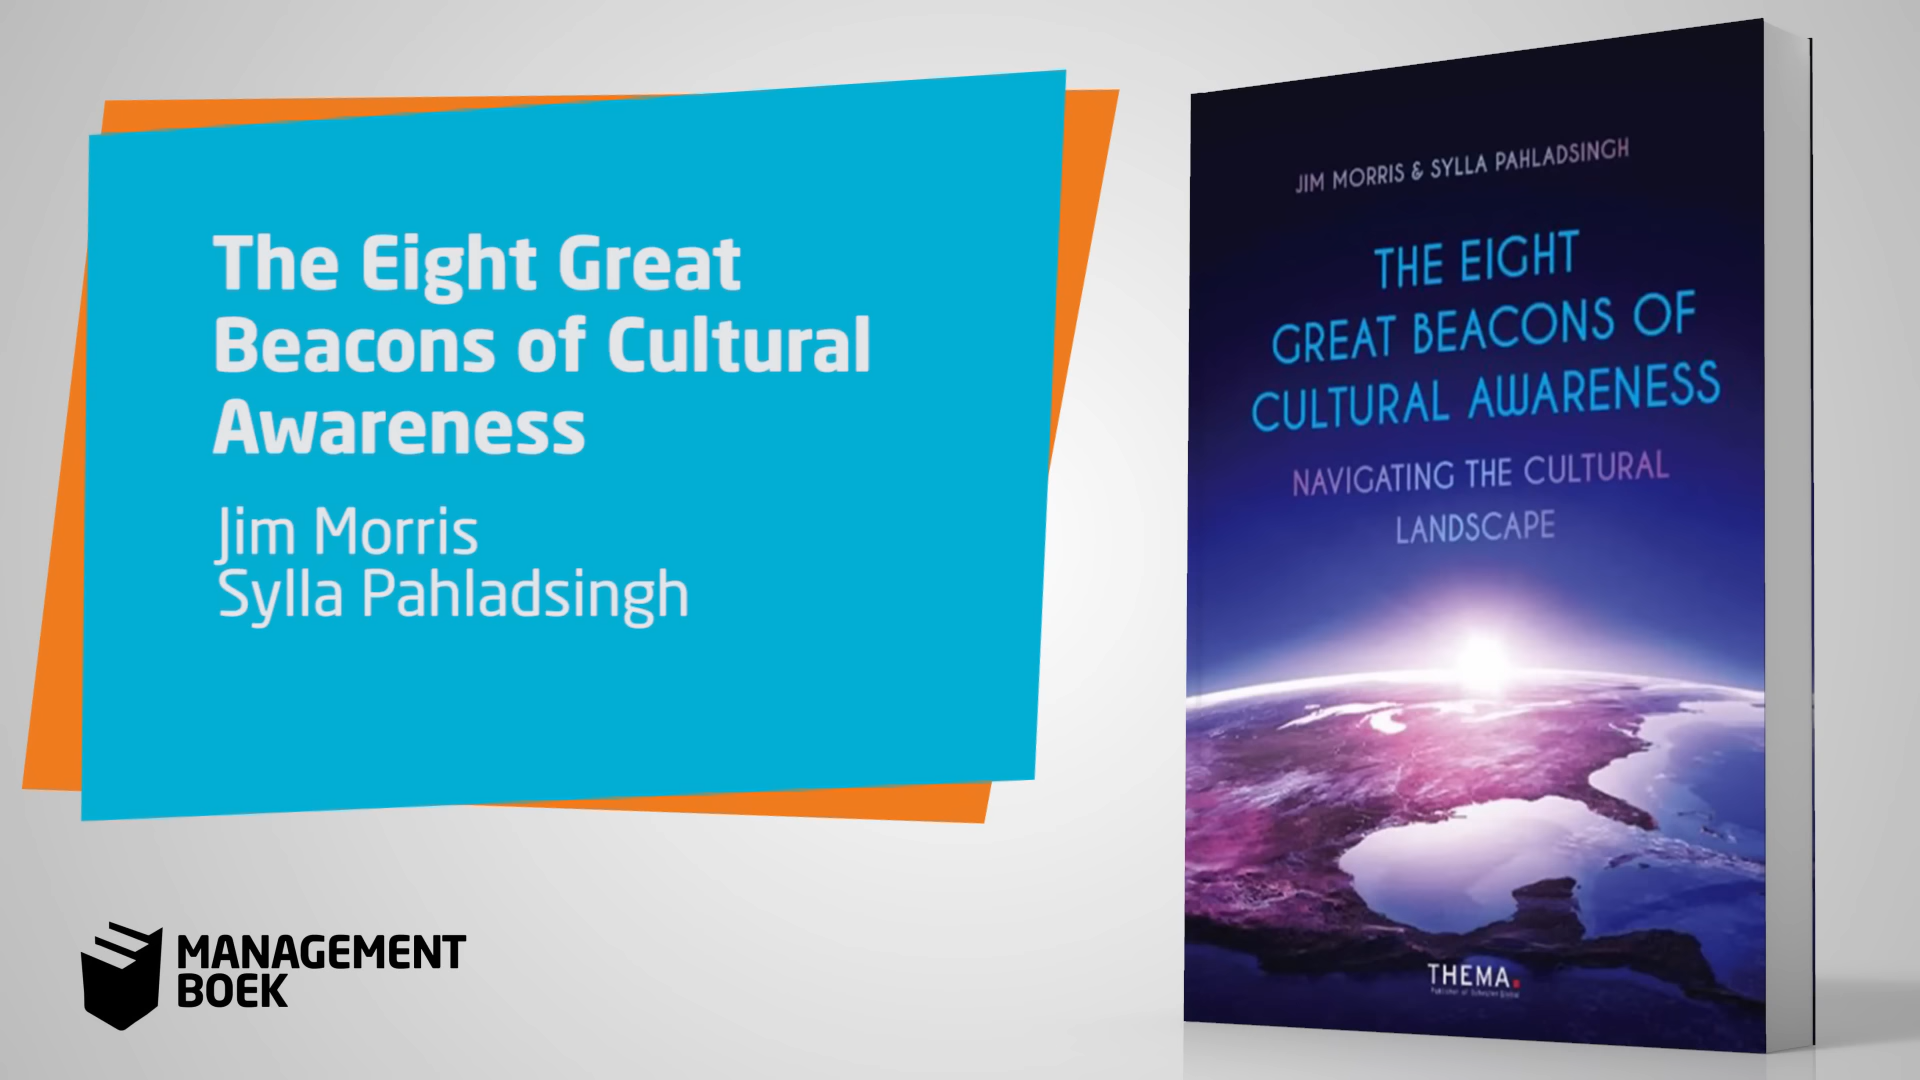 The Eight Great
Beacons of Cultural
Awareness
Jim Morris
Sylla Pahladsingh
MANAGEMENT
BOEK
JIM MORRIS & SYLLA PAHLADSINGH
THE EIGHT
GREAT BEACONS OF
CULTURAL AWARENESS
NAVIGATING THE CULTURAL
LANDSCAPE
THEMA.